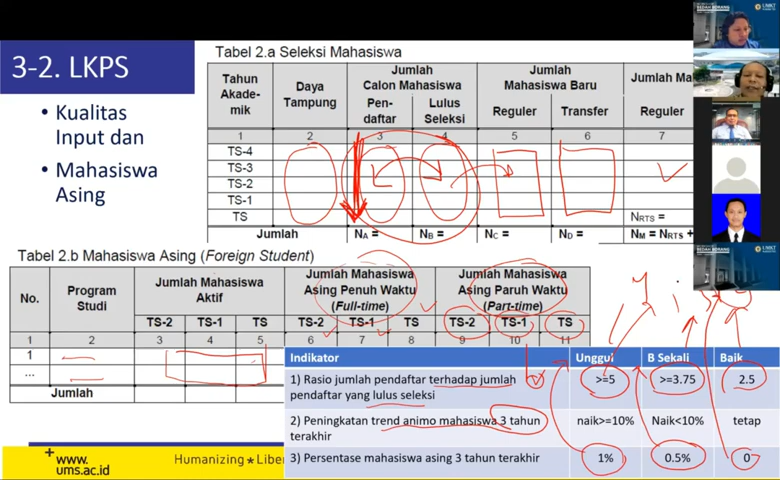 3-2. LKPS
• Kualitas
Input dan
• Mahasiswa
Asing
Tabel 2.a Seleksi Mahasiswa
Tahun Akade-mik | Daya Tampung | Jumlah Calon Mahasiswa | Jumlah Mahasiswa Baru | Jumlah Ma
Pen-daftar | Lulus Seleksi | Reguler | Transfer | Reguler
1 2 3 4 5 6 7
TS-4
TS-3
TS-2
TS-1
TS NRTS =
Jumlah NA = NB = NC = ND = NM = NRTS +
Tabel 2.b Mahasiswa Asing (Foreign Student)
No. | Program Studi | Jumlah Mahasiswa Aktif | Jumlah Mahasiswa Asing Penuh Waktu (Full-time) | Jumlah Mahasiswa Asing Paruh Waktu (Part-time)
TS-2 TS-1 TS TS-2 TS-1 TS TS-2 TS-1 TS
1 2 3 4 5 6 7 8 9 10 11
1
...
Jumlah
Indikator Unggul B Sekali Baik
1) Rasio jumlah pendaftar terhadap jumlah pendaftar yang lulus seleksi >=5 >=3.75 2.5
2) Peningkatan trend animo mahasiswa 3 tahun terakhir naik>=10% Naik<10% tetap
3) Persentase mahasiswa asing 3 tahun terakhir 1% 0.5% 0
www.
ums.ac.id
Humanizing
BEDAH BORANG
UMKT